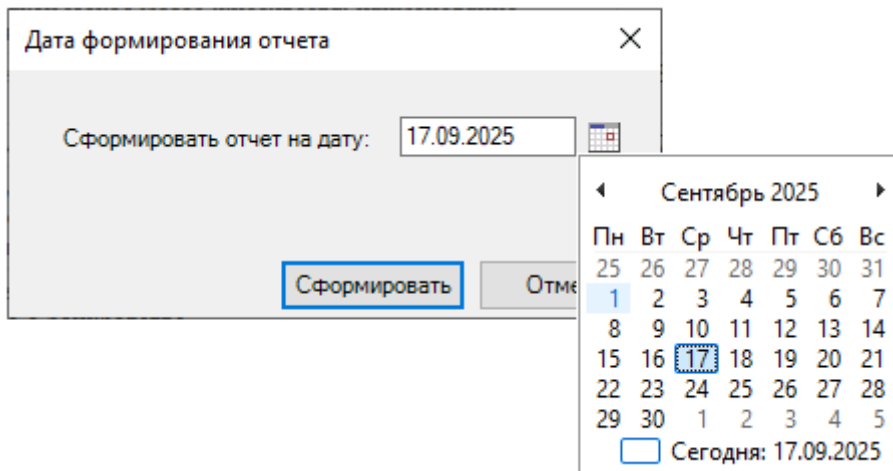 Дата формирования отчета
Сформировать отчет на дату: 17.09.2025
Сентябрь 2025
Пн Вт Ср Чт Пт Сб Вс
25 26 27 28 29 30 31
1 2 3 4 5 6 7
8 9 10 11 12 13 14
15 16 17 18 19 20 21
22 23 24 25 26 27 28
29 30 1 2 3 4 5
Сегодня: 17.09.2025
Сформировать